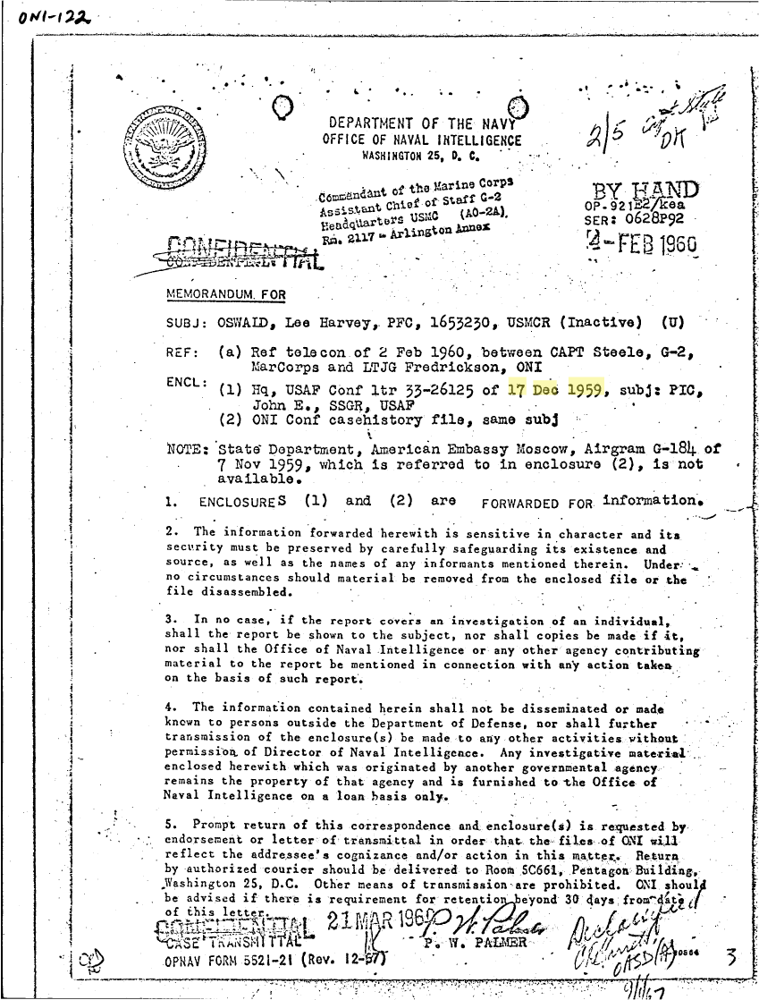 ONI-122
DEPARTMENT OF THE NAVY
OFFICE OF NAVAL INTELLIGENCE
WASHINGTON 25, D. C.
2/5
DK
Commandant of the Marine Corps
Assistant Chief of Staff G-2
Headquarters USMC (AO-2A)
Rm. 2117 - Arlington Annex
BY HAND
OP-921E2/kea
SER: 0628P92
2-FEB 1960
CONFIDENTIAL
MEMORANDUM FOR
SUBJ: OSWALD, Lee Harvey, PFC, 1653230, USMCR (Inactive) (U)
REF: (a) Ref telecon of 2 Feb 1960, between CAPT Steele, G-2,
MarCorps and LTJG Fredrickson, ONI
ENCL: (1) Hq, USAF Conf ltr 33-26125 of 17 Dec 1959, subj: PIC,
John E., SSGR, USAF
(2) ONI Conf casehistory file, same subj
NOTE: State Department, American Embassy Moscow, Airgram G-184 of
7 Nov 1959, which is referred to in enclosure (2), is not
available.
1. ENCLOSURES (1) and (2) are FORWARDED FOR information.
2. The information forwarded herewith is sensitive in character and its
security must be preserved by carefully safeguarding its existence and
source, as well as the names of any informants mentioned therein. Under
no circumstances should material be removed from the enclosed file or the
file disassembled.
3. In no case, if the report covers an investigation of an individual,
shall the report be shown to the subject, nor shall copies be made if it,
nor shall the Office of Naval Intelligence or any other agency contributing
material to the report be mentioned in connection with any action taken
on the basis of such report.
4. The information contained herein shall not be disseminated or made
known to persons outside the Department of Defense, nor shall further
transmission of the enclosure(s) be made to any other activities without
permission of Director of Naval Intelligence. Any investigative material
enclosed herewith which was originated by another governmental agency
remains the property of that agency and is furnished to the Office of
Naval Intelligence on a loan basis only.
5. Prompt return of this correspondence and enclosure(s) is requested by
endorsement or letter of transmittal in order that the files of ONI will
reflect the addressee's cognizance and/or action in this matter. Return
by authorized courier should be delivered to Room 5C661, Pentagon Building,
Washington 25, D.C. Other means of transmission are prohibited. ONI should
be advised if there is requirement for retention beyond 30 days from date
of this letter.
CONFIDENTIAL
21 MAR 1960
P. W. Palmer
Declassified
CASE TRANSMITTAL
P. W. PALMER
OASD(A)
OPNAV FORM 5521-21 (Rev. 12-57)
3